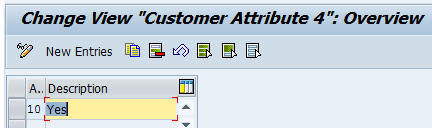 Change View "Customer Attribute 4": Overview
New Entries
A.. Description
10 Yes